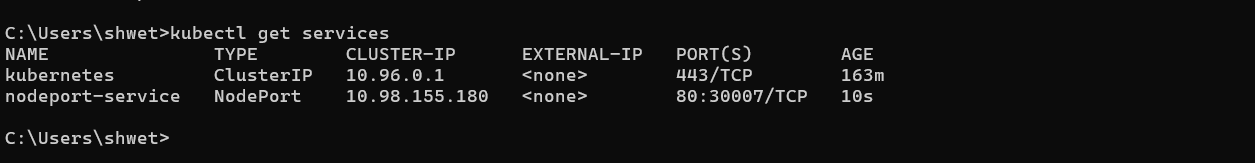 C:\Users\shwet>kubectl get services
NAME               TYPE        CLUSTER-IP      EXTERNAL-IP   PORT(S)        AGE
kubernetes         ClusterIP   10.96.0.1       <none>        443/TCP        163m
nodeport-service   NodePort    10.98.155.180   <none>        80:30007/TCP   10s
C:\Users\shwet>